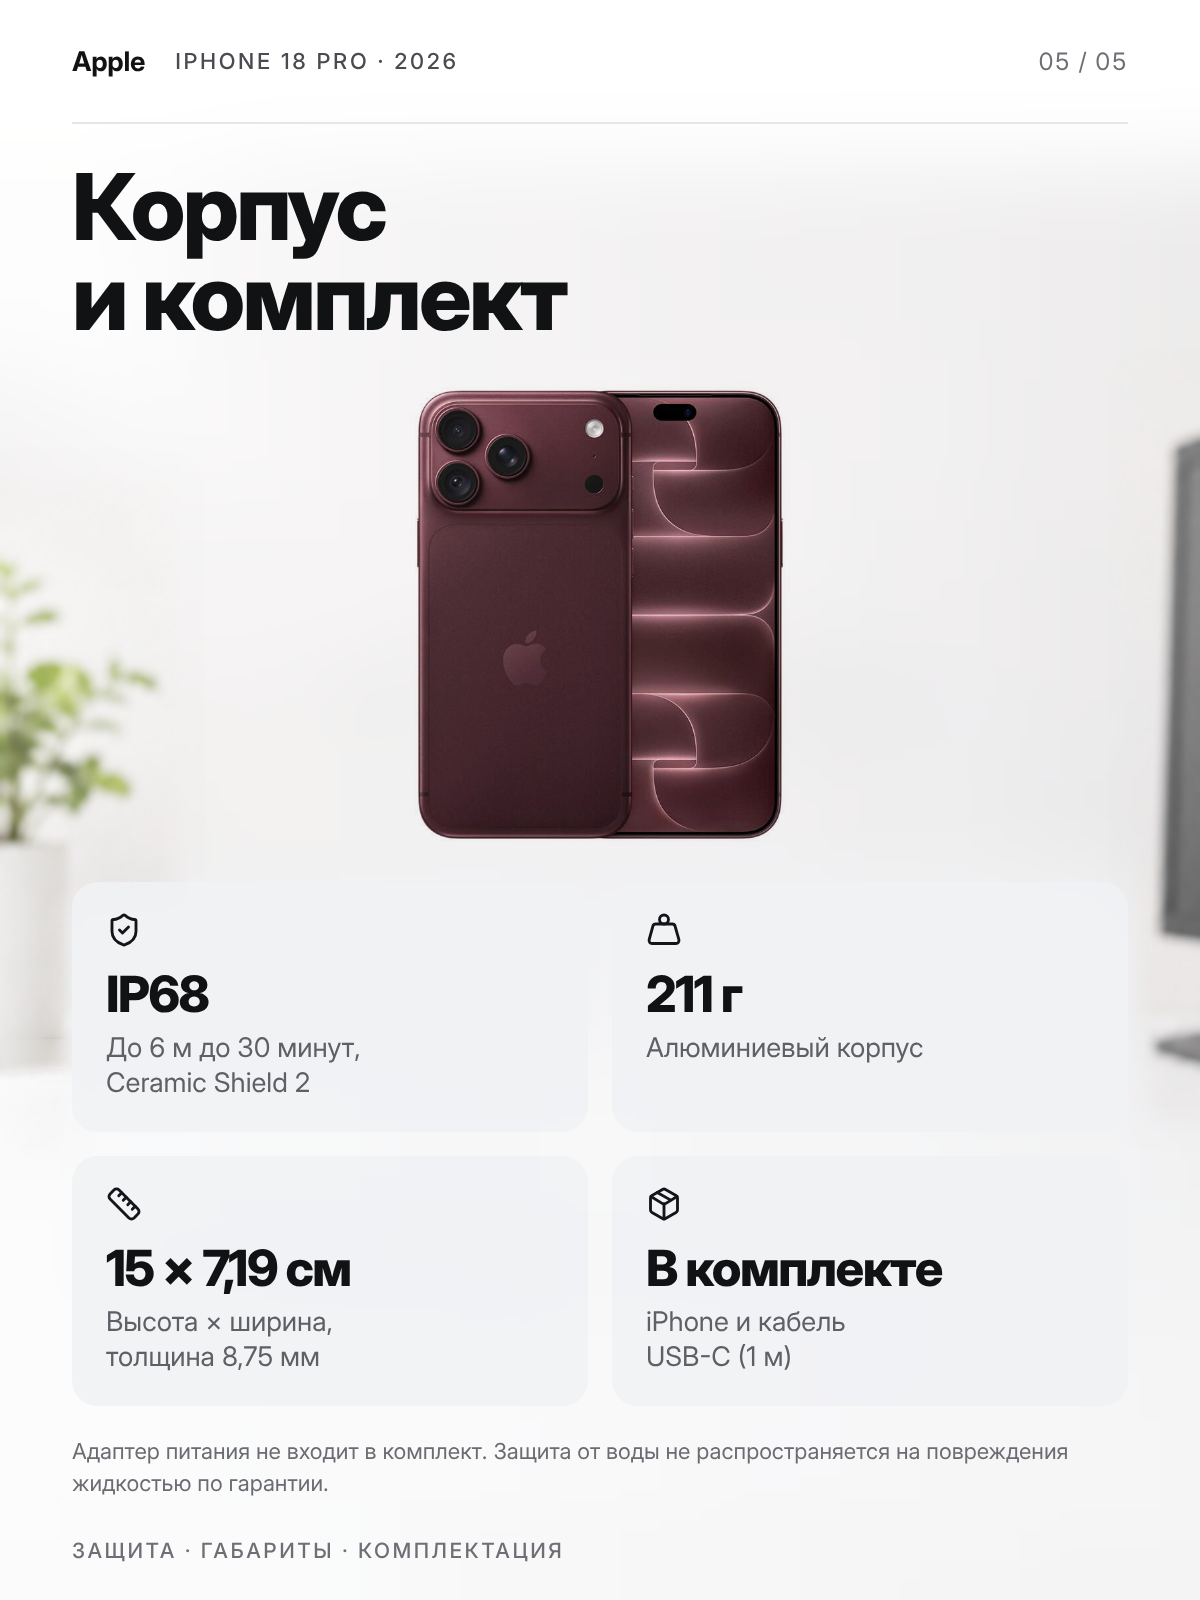 Apple IPHONE 18 PRO · 2026 05 / 05
Корпус
и комплект
IP68
До 6 м до 30 минут,
Ceramic Shield 2
211 г
Алюминиевый корпус
15 × 7,19 см
Высота × ширина,
толщина 8,75 мм
В комплекте
iPhone и кабель
USB-C (1 м)
Адаптер питания не входит в комплект. Защита от воды не распространяется на повреждения
жидкостью по гарантии.
ЗАЩИТА · ГАБАРИТЫ · КОМПЛЕКТАЦИЯ